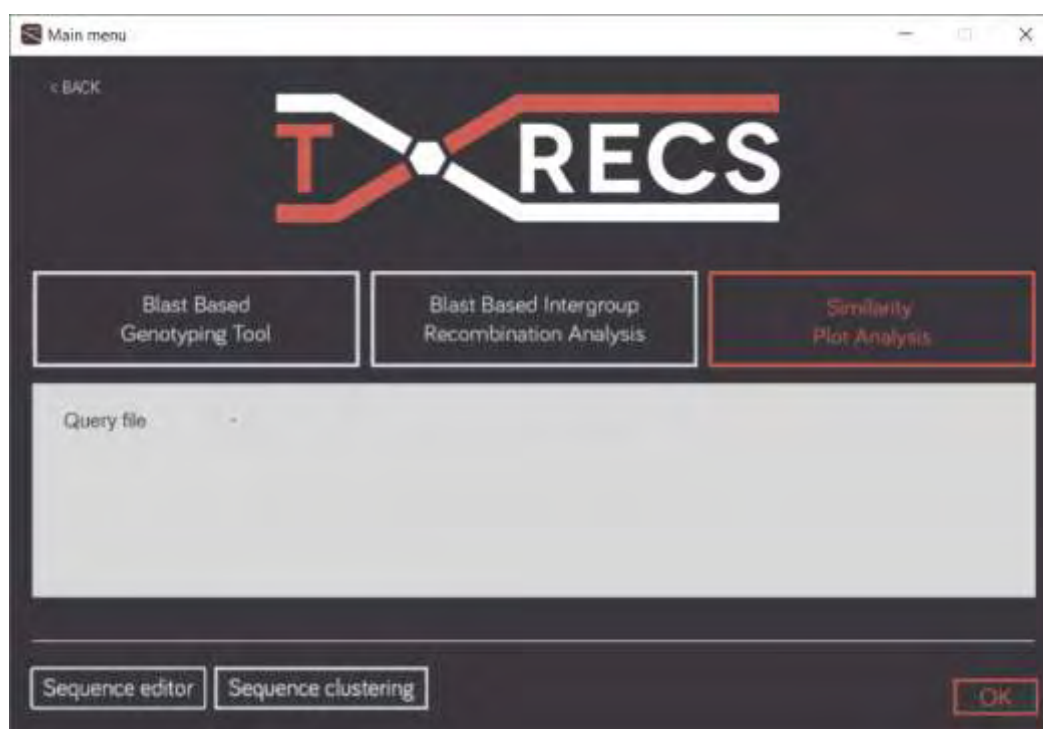 Main menu
< BACK
T RECS
Blast Based
Genotyping Tool
Blast Based Intergroup
Recombination Analysis
Similarity
Plot Analysis
Query file -
Sequence editor
Sequence clustering
OK